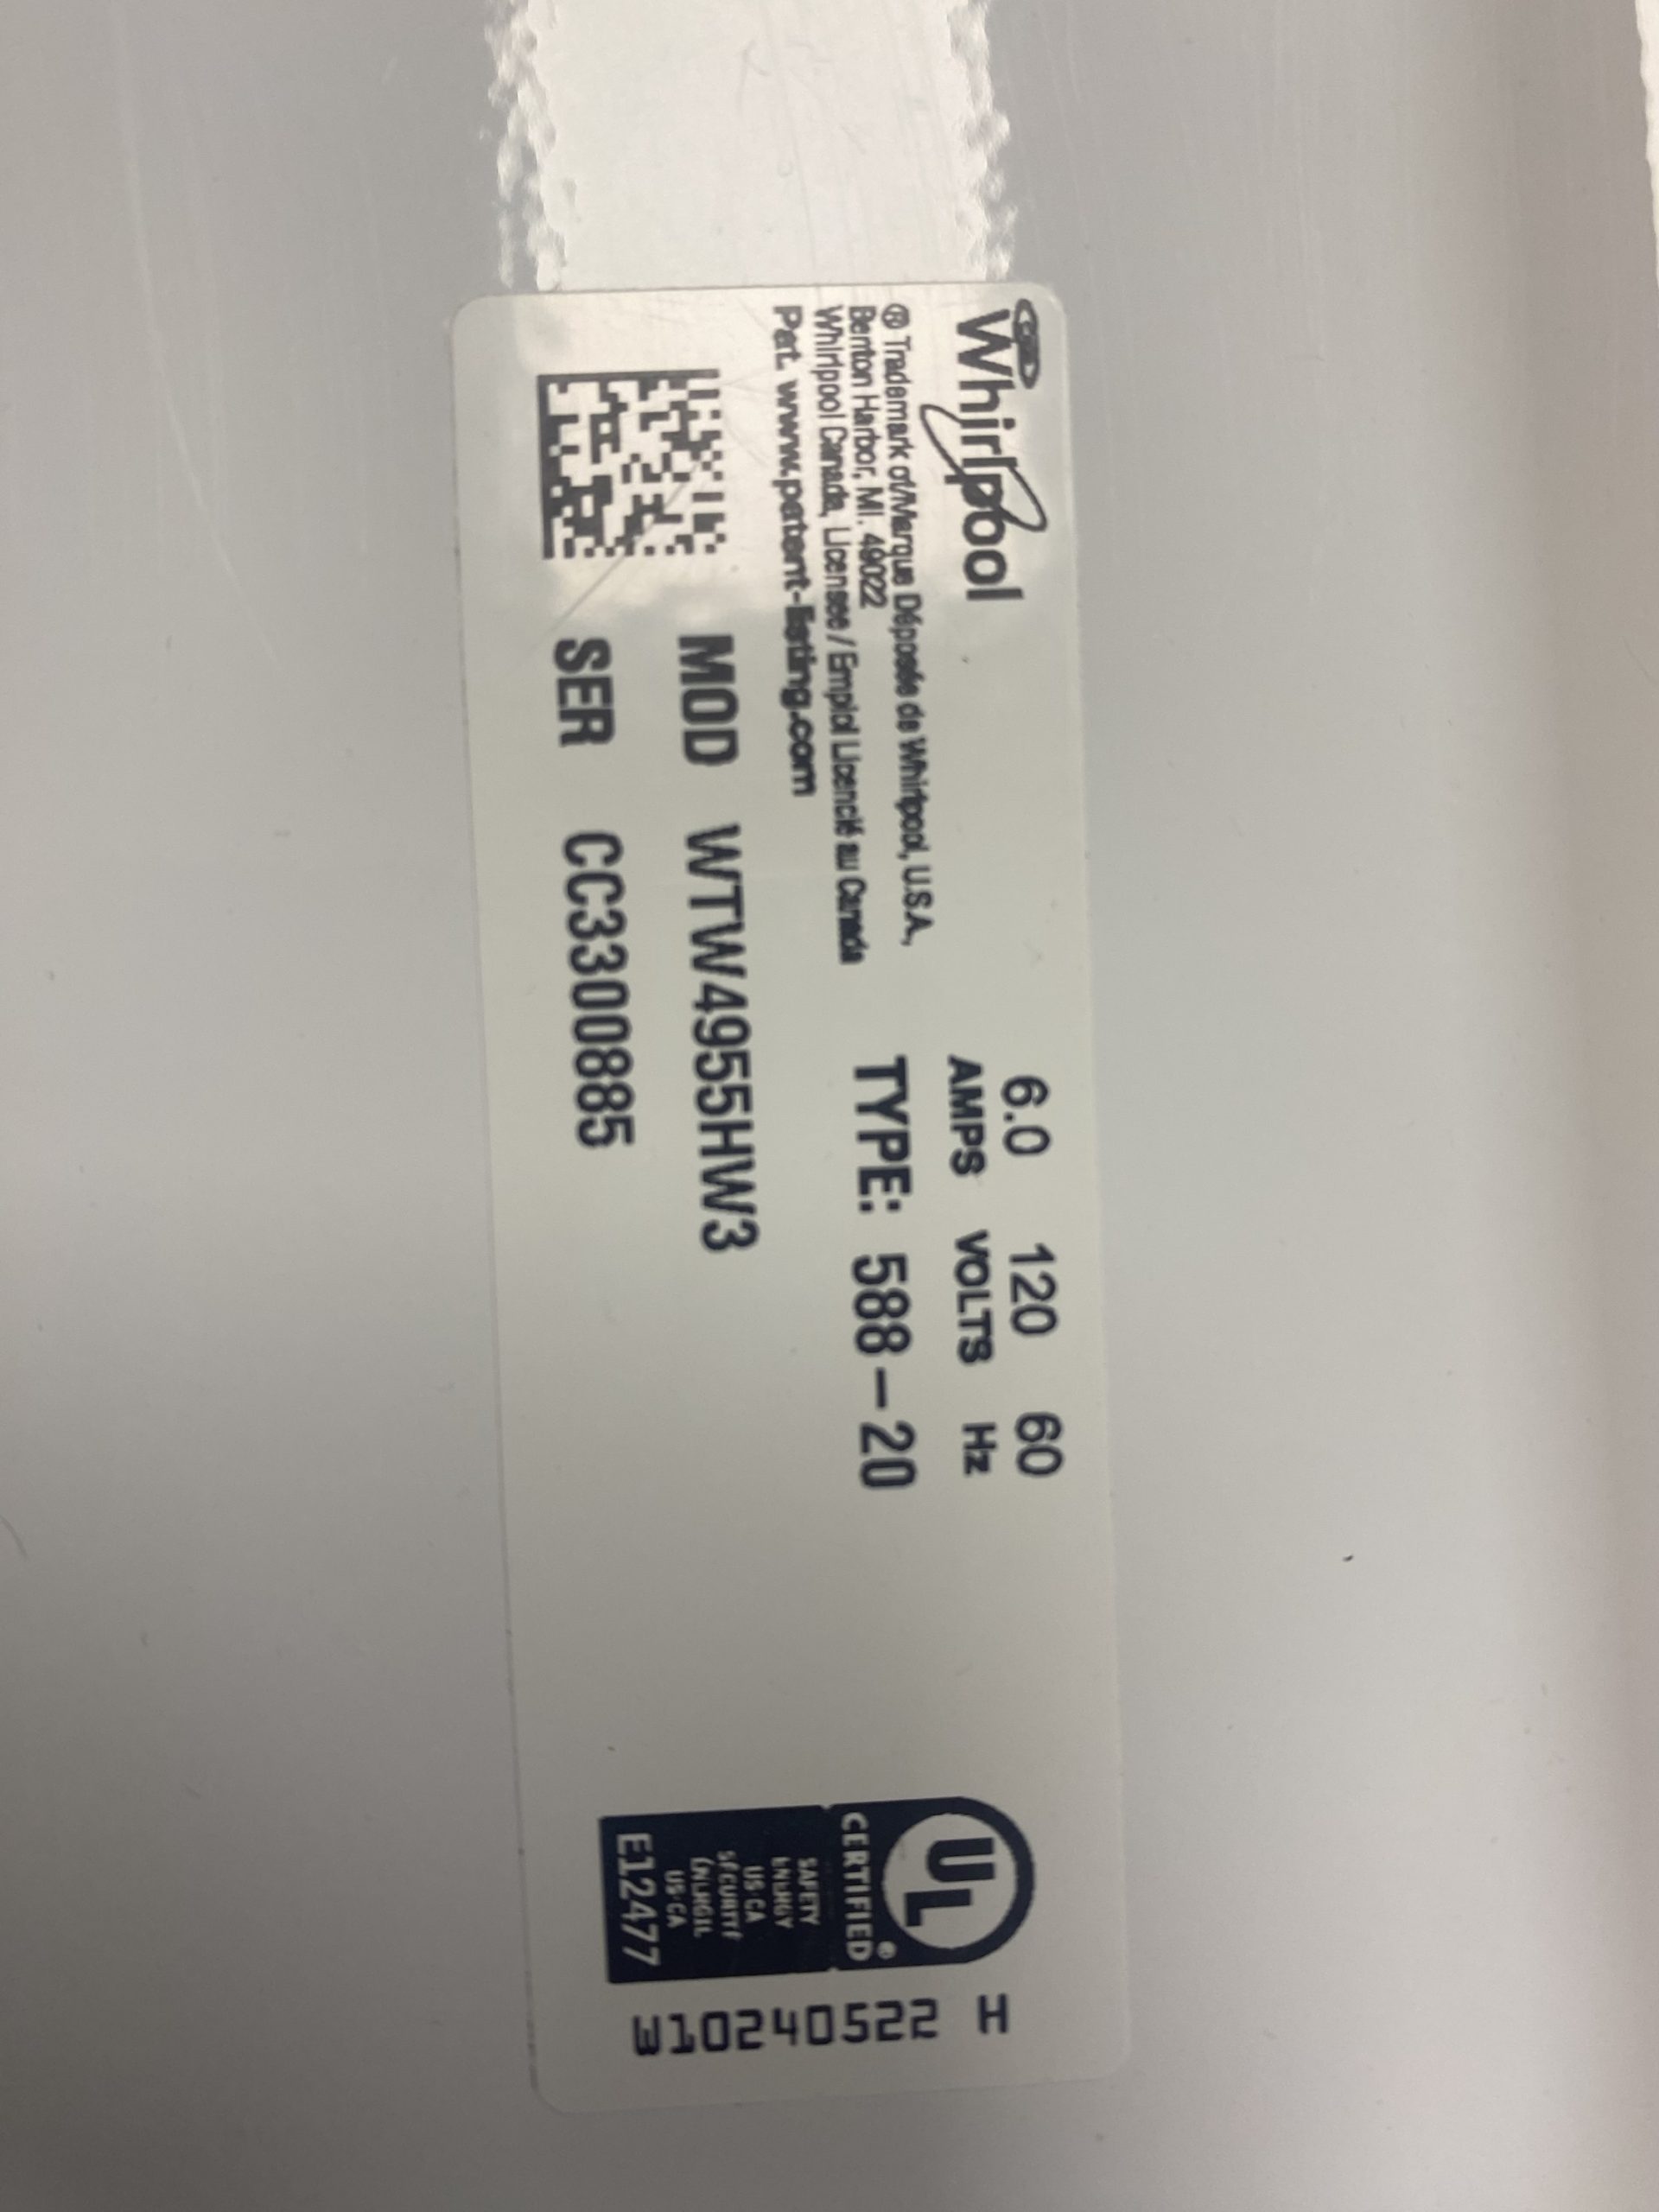 Whirlpool
® Trademark of/Marque Déposée de Whirlpool, U.S.A.,
Benton Harbor, MI. 49022
Whirlpool Canada, Licensee / Emploi Licencié au Canada
Pat. www.patent-listing.com
6.0 120 60
AMPS VOLTS Hz
TYPE: 588-20
MOD WTW4955HW3
SER CC3300885
UL
CERTIFIED®
SAFETY
ENERGY
US-CA
SÉCURITÉ
ÉNERGIE
US-CA
E12477
W10240522 H